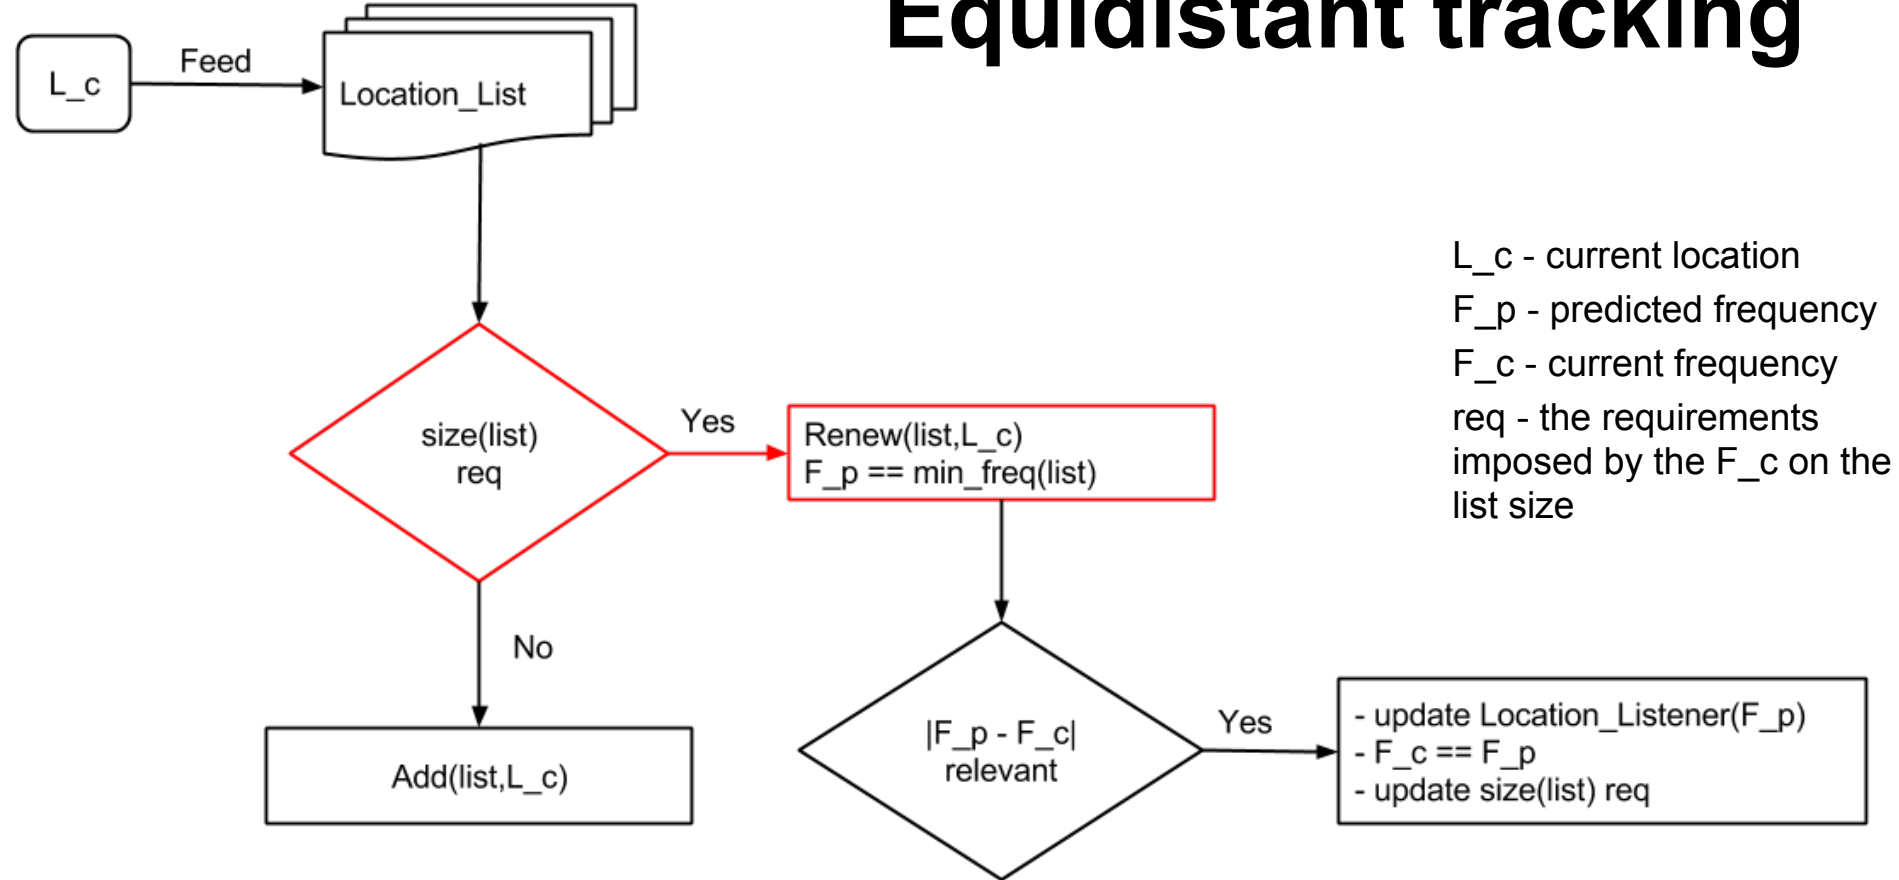 Equidistant tracking
L_c
Feed
Location_List
L_c - current location
F_p - predicted frequency
F_c - current frequency
req - the requirements
imposed by the F_c on the
list size
size(list)
req
Yes
Renew(list,L_c)
F_p == min_freq(list)
No
Add(list,L_c)
|F_p - F_c|
relevant
Yes
- update Location_Listener(F_p)
- F_c == F_p
- update size(list) req